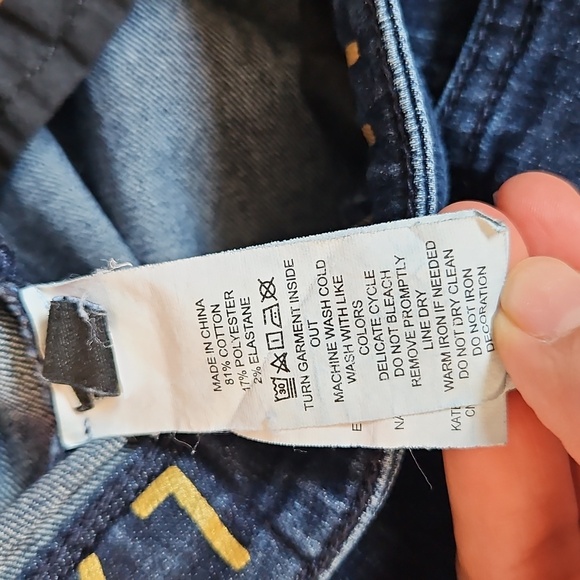 MADE IN CHINA
81% COTTON
17% POLYESTER
2% ELASTANE
30
TURN GARMENT INSIDE
OUT
MACHINE WASH COLD
WASH WITH LIKE
COLORS
DELICATE CYCLE
DO NOT BLEACH
REMOVE PROMPTLY
LINE DRY
WARM IRON IF NEEDED
DO NOT DRY CLEAN
DO NOT IRON
DECORATION